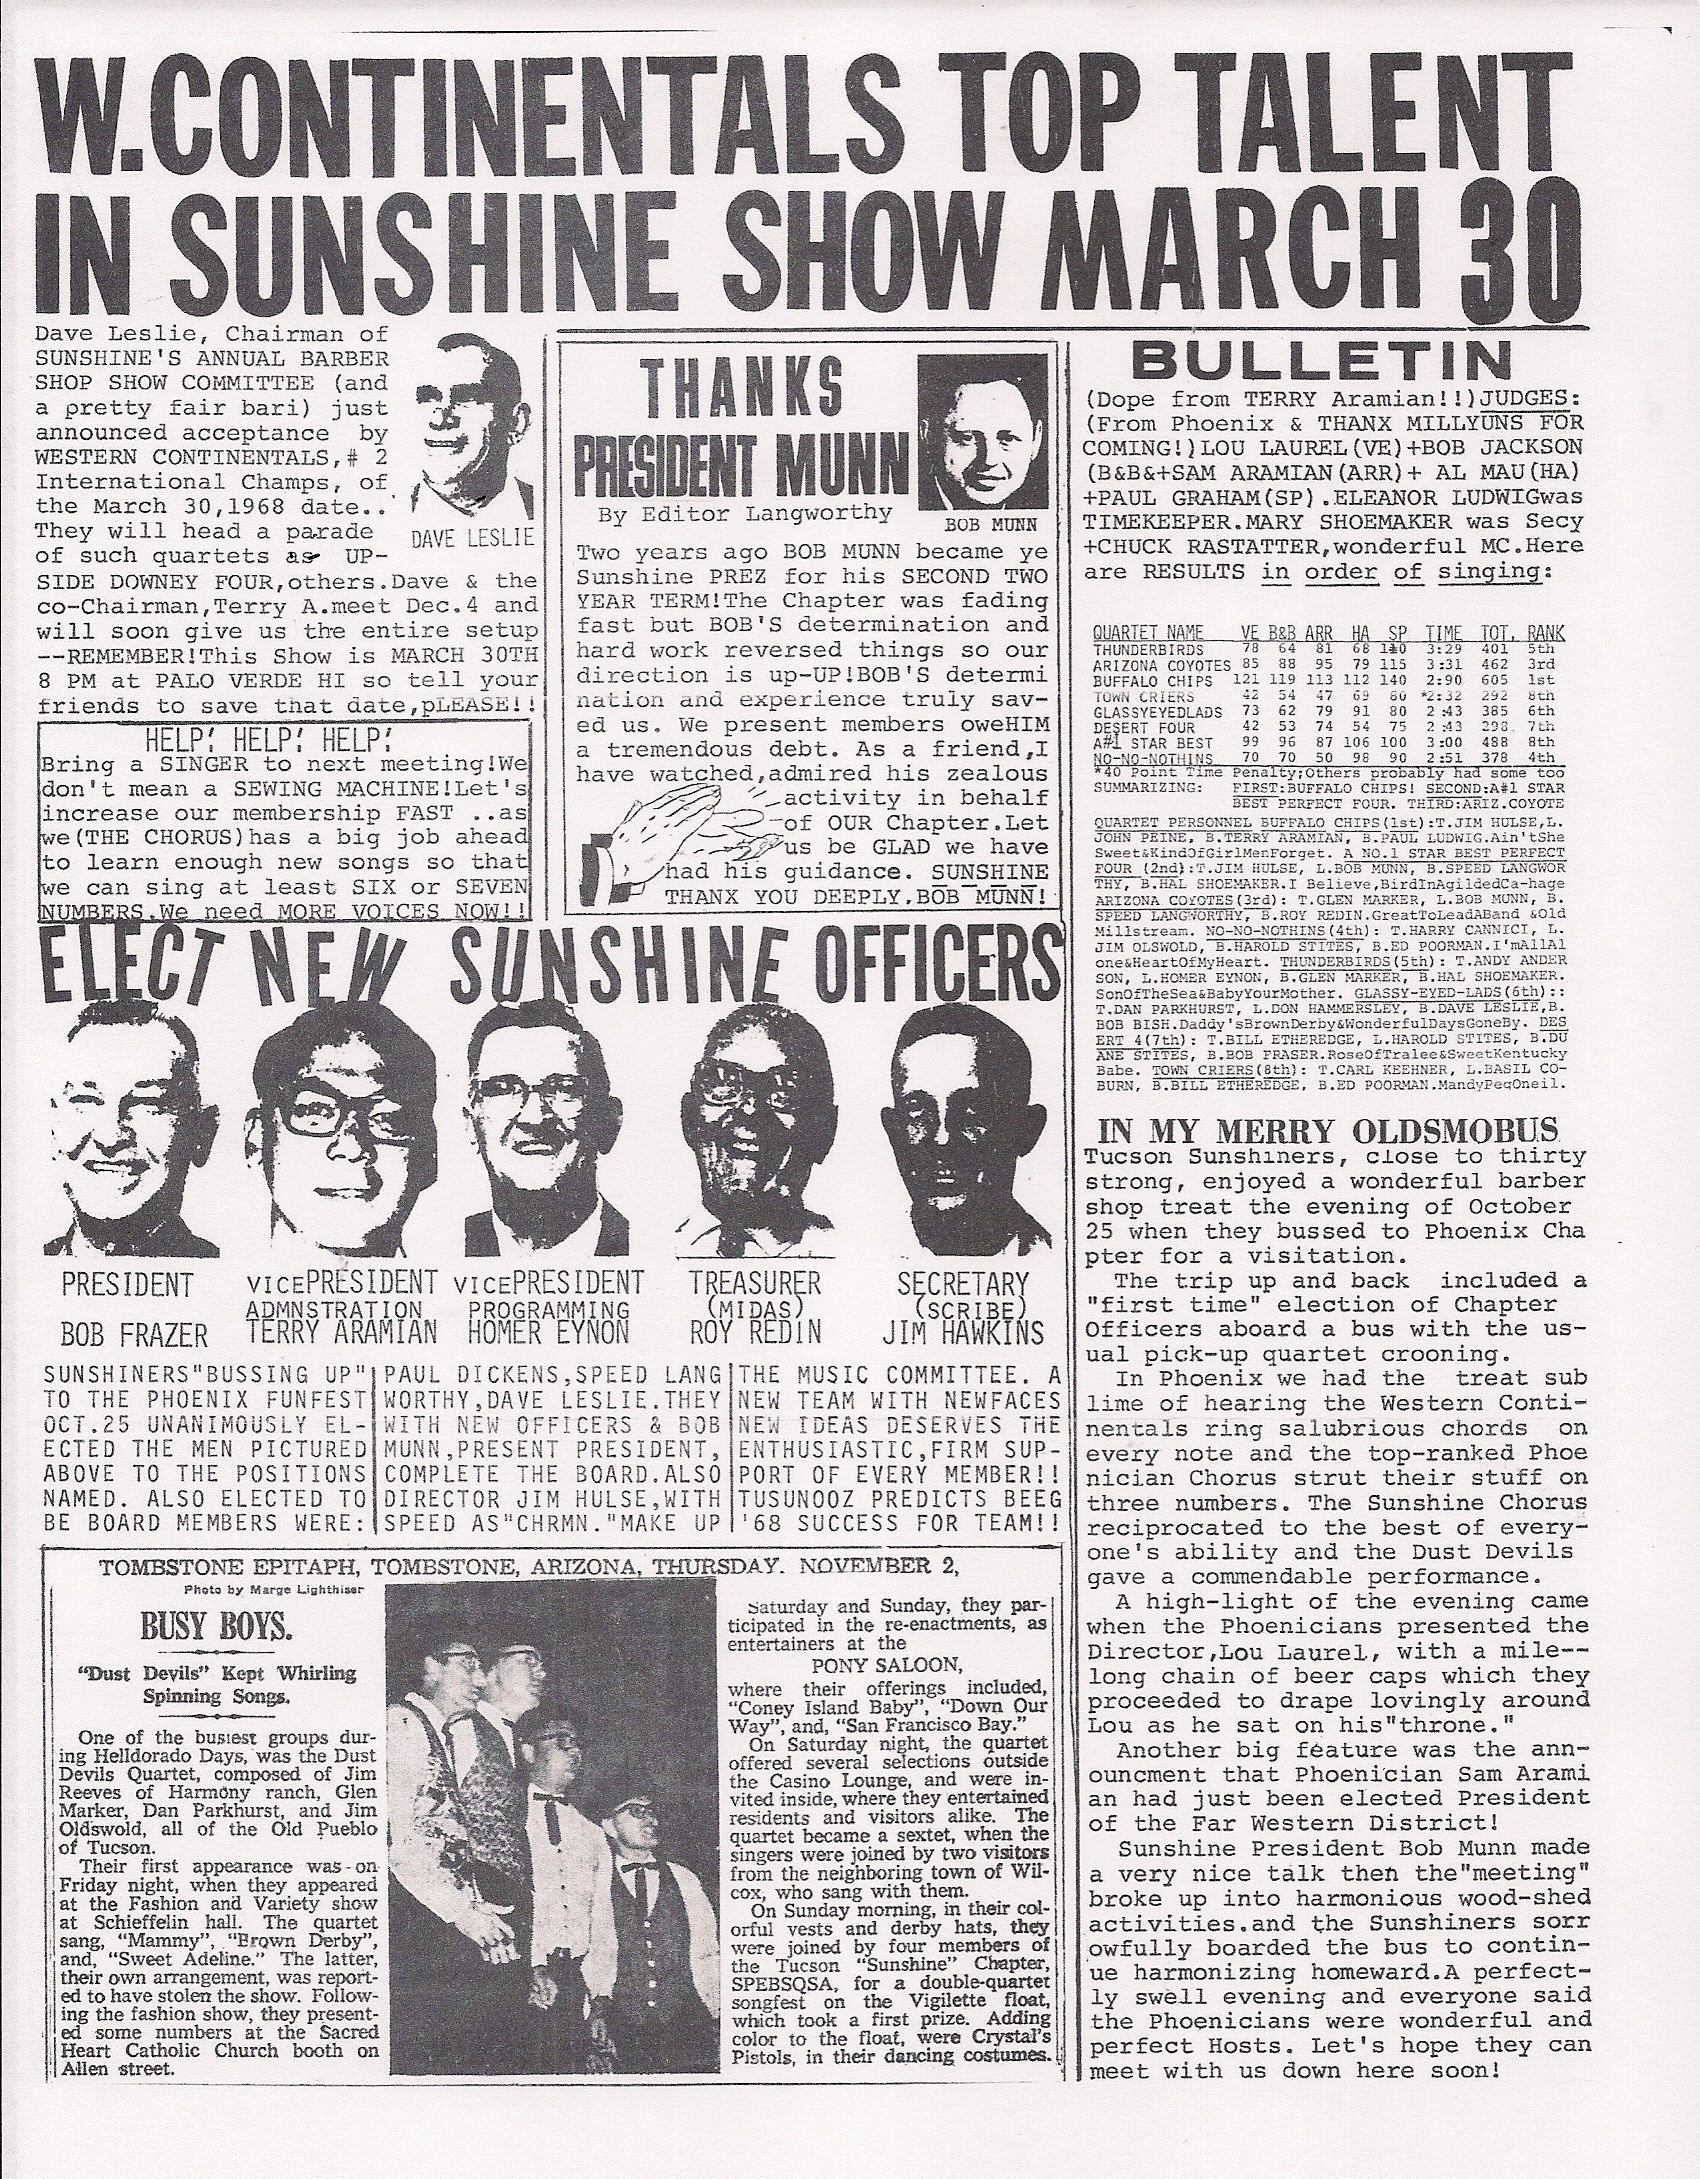 W.CONTINENTALS TOP TALENT
IN SUNSHINE SHOW MARCH 30
Dave Leslie, Chairman of
SUNSHINE'S ANNUAL BARBER
SHOP SHOW COMMITTEE (and
a pretty fair bari) just
announced acceptance by
WESTERN CONTINENTALS,# 2
International Champs, of
the March 30,1968 date..
They will head a parade
of such quartets as UP-
SIDE DOWNEY FOUR,others.Dave & the
co-Chairman,Terry A.meet Dec.4 and
will soon give us the entire setup
--REMEMBER!This Show is MARCH 30TH
8 PM at PALO VERDE HI so tell your
friends to save that date,pLEASE!!
DAVE LESLIE
HELP! HELP! HELP!
Bring a SINGER to next meeting!We
don't mean a SEWING MACHINE!Let's
increase our membership FAST ..as
we(THE CHORUS)has a big job ahead
to learn enough new songs so that
we can sing at least SIX or SEVEN
NUMBERS.We need MORE VOICES NOW!!
THANKS
PRESIDENT MUNN
By Editor Langworthy
BOB MUNN
Two years ago BOB MUNN became ye
Sunshine PREZ for his SECOND TWO
YEAR TERM!The Chapter was fading
fast but BOB'S determination and
hard work reversed things so our
direction is up-UP!BOB'S determi
nation and experience truly sav-
ed us. We present members oweHIM
a tremendous debt. As a friend,I
have watched,admired his zealous
activity in behalf
of OUR Chapter.Let
us be GLAD we have
had his guidance. SUNSHINE
THANX YOU DEEPLY,BOB MUNN!
BULLETIN
(Dope from TERRY Aramian!!)JUDGES:
(From Phoenix & THANX MILLYUNS FOR
COMING!)LOU LAUREL(VE)+BOB JACKSON
(B&B&+SAM ARAMIAN(ARR)+ AL MAU(HA)
+PAUL GRAHAM(SP).ELEANOR LUDWIGwas
TIMEKEEPER.MARY SHOEMAKER was Secy
+CHUCK RASTATTER,wonderful MC.Here
are RESULTS in order of singing:
QUARTET NAME VE B&B ARR HA SP TIME TOT. RANK
THUNDERBIRDS 78 64 81 68 110 3:29 401 5th
ARIZONA COYOTES 85 88 95 79 115 3:31 462 3rd
BUFFALO CHIPS 121 119 113 112 140 2:90 605 1st
TOWN CRIERS 42 54 47 69 80 *2:32 292 8th
GLASSYEYEDLADS 73 62 79 91 80 2:43 385 6th
DESERT FOUR 42 53 74 54 75 2:43 298. 7th
A#1 STAR BEST 99 96 87 106 100 3:00 488 8th
NO-NO-NOTHINS 70 70 50 98 90 2:51 378 4th
*40 Point Time Penalty;Others probably had some too
SUMMARIZING: FIRST:BUFFALO CHIPS! SECOND:A#1 STAR
BEST PERFECT FOUR. THIRD:ARIZ.COYOTE
QUARTET PERSONNEL BUFFALO CHIPS(1st):T.JIM HULSE,L.
JOHN PEINE, B.TERRY ARAMIAN, B.PAUL LUDWIG.Ain'tShe
Sweet&KindOfGirlMenForget. A NO.1 STAR BEST PERFECT
FOUR (2nd):T.JIM HULSE, L.BOB MUNN, B.SPEED LANGWOR
THY, B.HAL SHOEMAKER.I Believe,BirdInAgildedCa-hage
ARIZONA COYOTES(3rd): T.GLEN MARKER, L.BOB MUNN, B.
SPEED LANGWORTHY, B.ROY REDIN.GreatToLeadABand &Old
Millstream. NO-NO-NOTHINS(4th): T.HARRY CANNICI, L.
JIM OLSWOLD, B.HAROLD STITES, B.ED POORMAN.I'mAllAl
one&HeartOfMyHeart. THUNDERBIRDS(5th): T.ANDY ANDER
SON, L.HOMER EYNON, B.GLEN MARKER, B.HAL SHOEMAKER.
SonOfTheSea&BabyYourMother. GLASSY-EYED-LADS(6th)::
T.DAN PARKHURST, L.DON HAMMERSLEY, B.DAVE LESLIE,B.
BOB BISH.Daddy'sBrownDerby&WonderfulDaysGoneBy. DES
ERT 4(7th): T.BILL ETHEREDGE, L.HAROLD STITES, B.DU
ANE STITES, B.BOB FRASER.RoseOfTralee&SweetKentucky
Babe. TOWN CRIERS(8th): T.CARL KEEHNER, L.BASIL CO-
BURN, B.BILL ETHEREDGE, B.ED POORMAN.MandyPegOneil.
ELECT NEW SUNSHINE OFFICERS
PRESIDENT
BOB FRAZER
VICEPRESIDENT
ADMNSTRATION
TERRY ARAMIAN
VICEPRESIDENT
PROGRAMMING
HOMER EYNON
TREASURER
(MIDAS)
ROY REDIN
SECRETARY
(SCRIBE)
JIM HAWKINS
SUNSHINERS"BUSSING UP"
TO THE PHOENIX FUNFEST
OCT.25 UNANIMOUSLY EL-
ECTED THE MEN PICTURED
ABOVE TO THE POSITIONS
NAMED. ALSO ELECTED TO
BE BOARD MEMBERS WERE:
PAUL DICKENS,SPEED LANG
WORTHY,DAVE LESLIE.THEY
WITH NEW OFFICERS & BOB
MUNN,PRESENT PRESIDENT,
COMPLETE THE BOARD.ALSO
DIRECTOR JIM HULSE,WITH
SPEED AS"CHRMN."MAKE UP
THE MUSIC COMMITTEE. A
NEW TEAM WITH NEWFACES
NEW IDEAS DESERVES THE
ENTHUSIASTIC,FIRM SUP-
PORT OF EVERY MEMBER!!
TUSUNOOZ PREDICTS BEEG
'68 SUCCESS FOR TEAM!!
TOMBSTONE EPITAPH, TOMBSTONE, ARIZONA, THURSDAY. NOVEMBER 2,
Photo by Marge Lighthiser
BUSY BOYS.
"Dust Devils" Kept Whirling
Spinning Songs.
One of the busiest groups dur-
ing Helldorado Days, was the Dust
Devils Quartet, composed of Jim
Reeves of Harmony ranch, Glen
Marker, Dan Parkhurst, and Jim
Oldswold, all of the Old Pueblo
of Tucson.
Their first appearance was on
Friday night, when they appeared
at the Fashion and Variety show
at Schieffelin hall. The quartet
sang, "Mammy", "Brown Derby",
and, "Sweet Adeline." The latter,
their own arrangement, was report-
ed to have stolen the show. Follow-
ing the fashion show, they present-
ed some numbers at the Sacred
Heart Catholic Church booth on
Allen street.
Saturday and Sunday, they par-
ticipated in the re-enactments, as
entertainers at the
PONY SALOON,
where their offerings included,
"Coney Island Baby", "Down Our
Way", and, "San Francisco Bay."
On Saturday night, the quartet
offered several selections outside
the Casino Lounge, and were in-
vited inside, where they entertained
residents and visitors alike. The
quartet became a sextet, when the
singers were joined by two visitors
from the neighboring town of Wil-
cox, who sang with them.
On Sunday morning, in their col-
orful vests and derby hats, they
were joined by four members of
the Tucson "Sunshine" Chapter,
SPEBSQSA, for a double-quartet
songfest on the Vigilette float,
which took a first prize. Adding
color to the float, were Crystal's
Pistols, in their dancing costumes.
IN MY MERRY OLDSMOBUS
Tucson Sunshiners, close to thirty
strong, enjoyed a wonderful barber
shop treat the evening of October
25 when they bussed to Phoenix Cha
pter for a visitation.
The trip up and back included a
"first time" election of Chapter
Officers aboard a bus with the us-
ual pick-up quartet crooning.
In Phoenix we had the treat sub
lime of hearing the Western Conti-
nentals ring salubrious chords on
every note and the top-ranked Phoe
nician Chorus strut their stuff on
three numbers. The Sunshine Chorus
reciprocated to the best of every-
one's ability and the Dust Devils
gave a commendable performance.
A high-light of the evening came
when the Phoenicians presented the
Director,Lou Laurel, with a mile--
long chain of beer caps which they
proceeded to drape lovingly around
Lou as he sat on his"throne."
Another big feature was the ann-
ouncment that Phoenician Sam Arami
an had just been elected President
of the Far Western District!
Sunshine President Bob Munn made
a very nice talk then the"meeting"
broke up into harmonious wood-shed
activities.and the Sunshiners sorr
owfully boarded the bus to contin-
ue harmonizing homeward.A perfect-
ly swell evening and everyone said
the Phoenicians were wonderful and
perfect Hosts. Let's hope they can
meet with us down here soon!